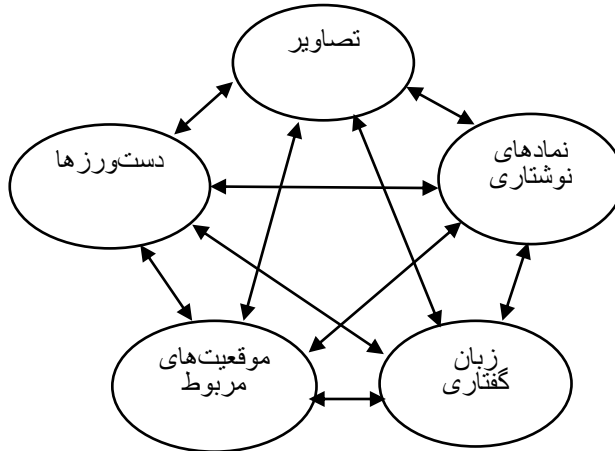 تصاویر
نمادهای
نوشتاری
دست‌ورزها
موقعیت‌های
مربوط
زبان
گفتاری